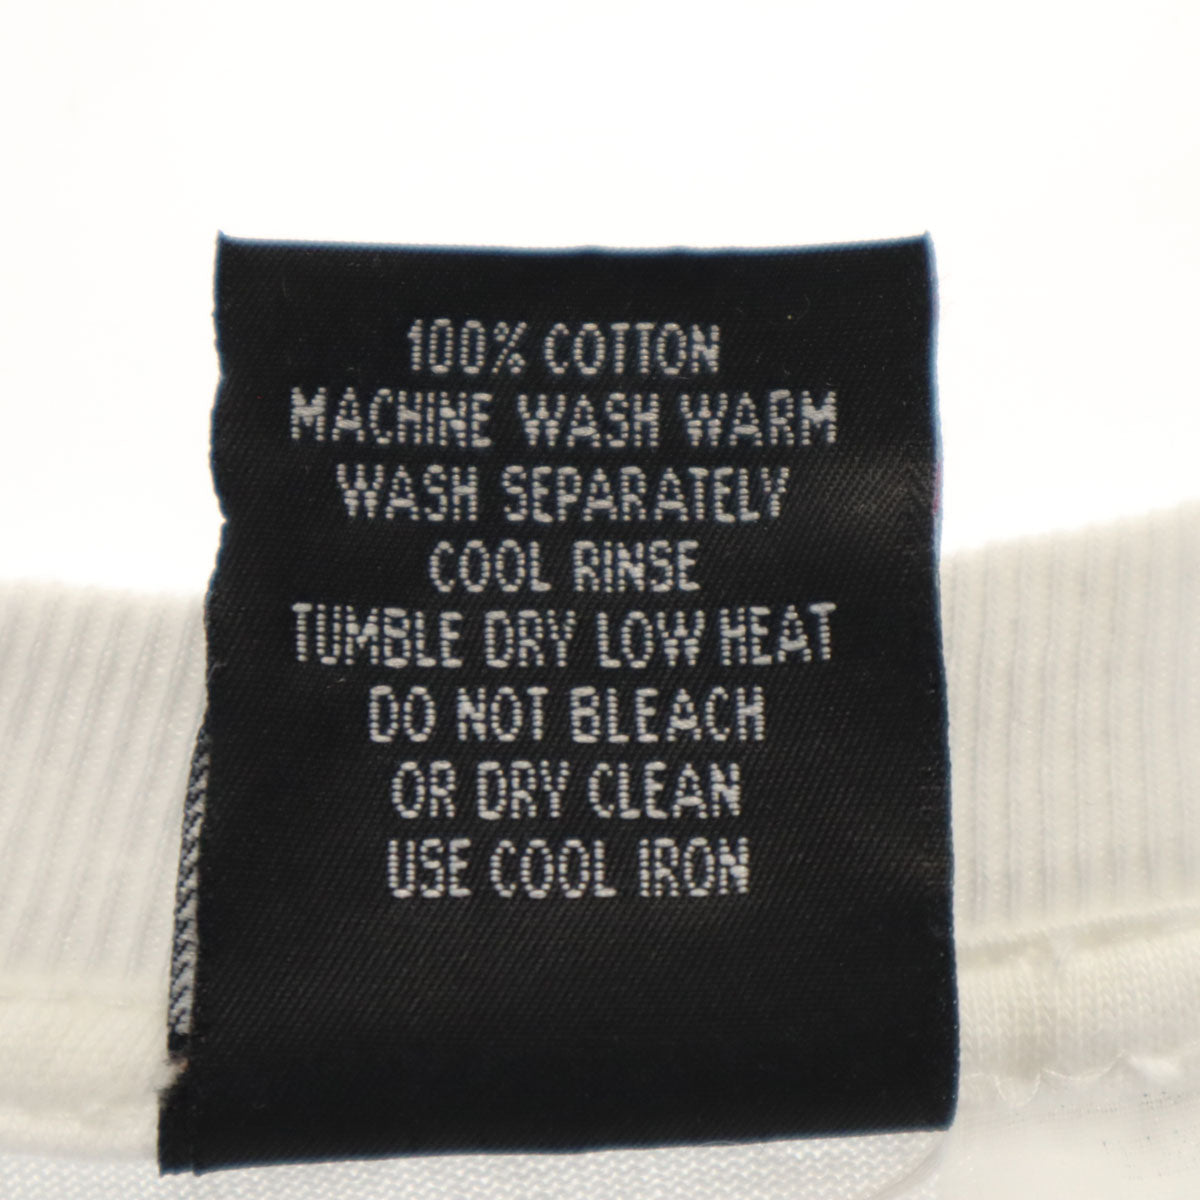 100% COTTON
MACHINE WASH WARM
WASH SEPARATELY
COOL RINSE
TUMBLE DRY LOW HEAT
DO NOT BLEACH
OR DRY CLEAN
USE COOL IRON